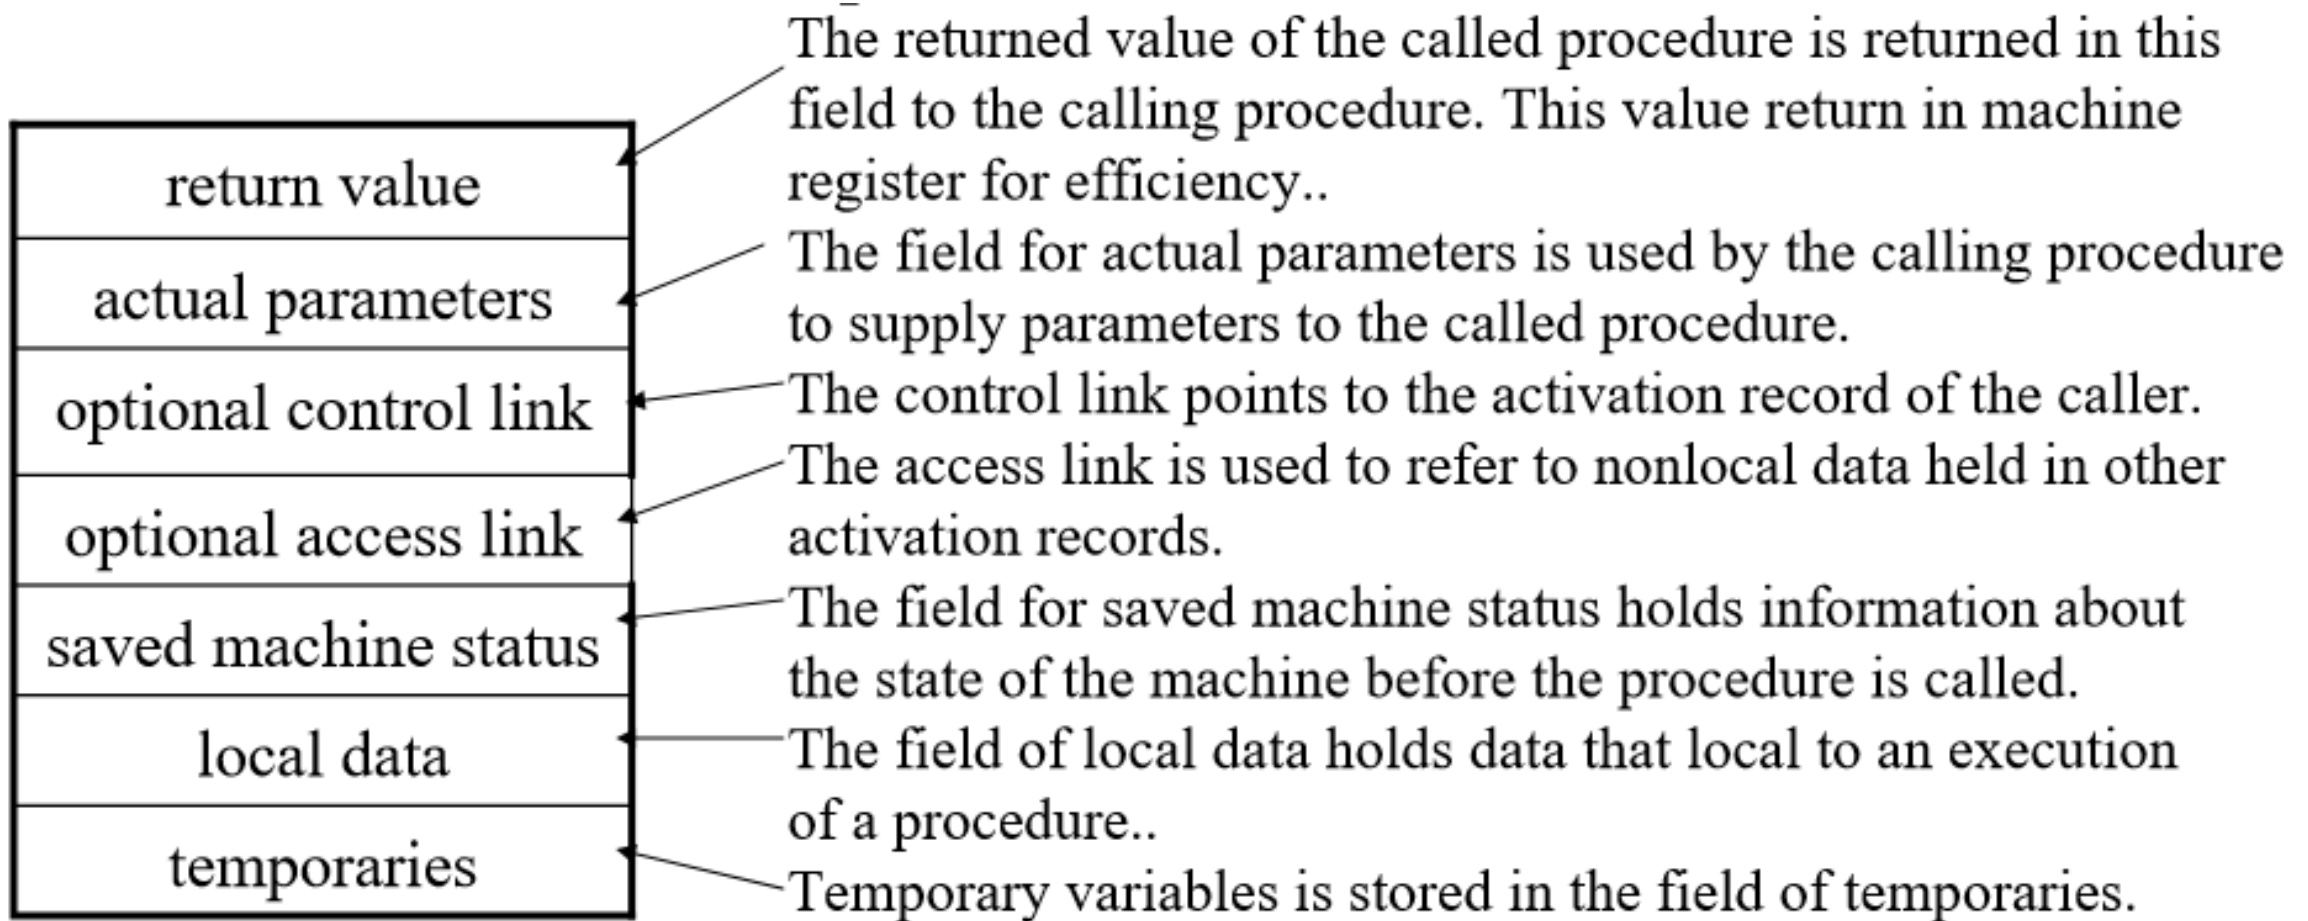 The returned value of the called procedure is returned in this
field to the calling procedure. This value return in machine
register for efficiency..
return value
The field for actual parameters is used by the calling procedure
to supply parameters to the called procedure.
actual parameters
The control link points to the activation record of the caller.
optional control link
The access link is used to refer to nonlocal data held in other
activation records.
optional access link
The field for saved machine status holds information about
the state of the machine before the procedure is called.
saved machine status
The field of local data holds data that local to an execution
of a procedure..
local data
Temporary variables is stored in the field of temporaries.
temporaries